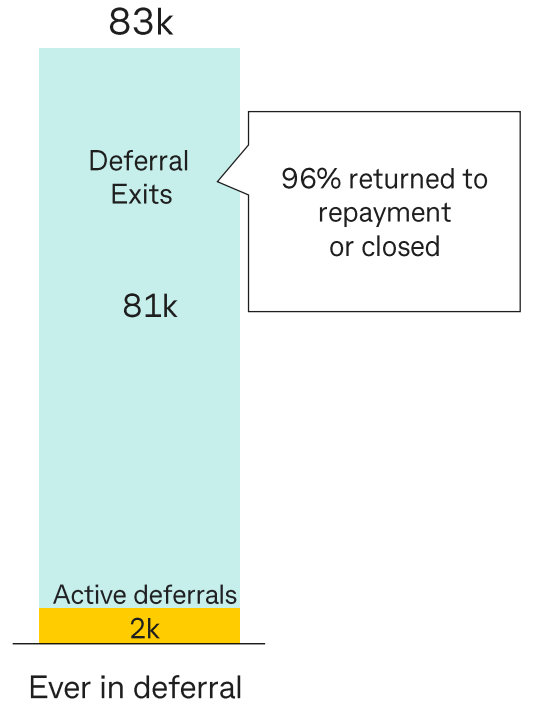 83k
Deferral
Exits
96% returned to
repayment
or closed
81k
Active deferrals
2k
Ever in deferral